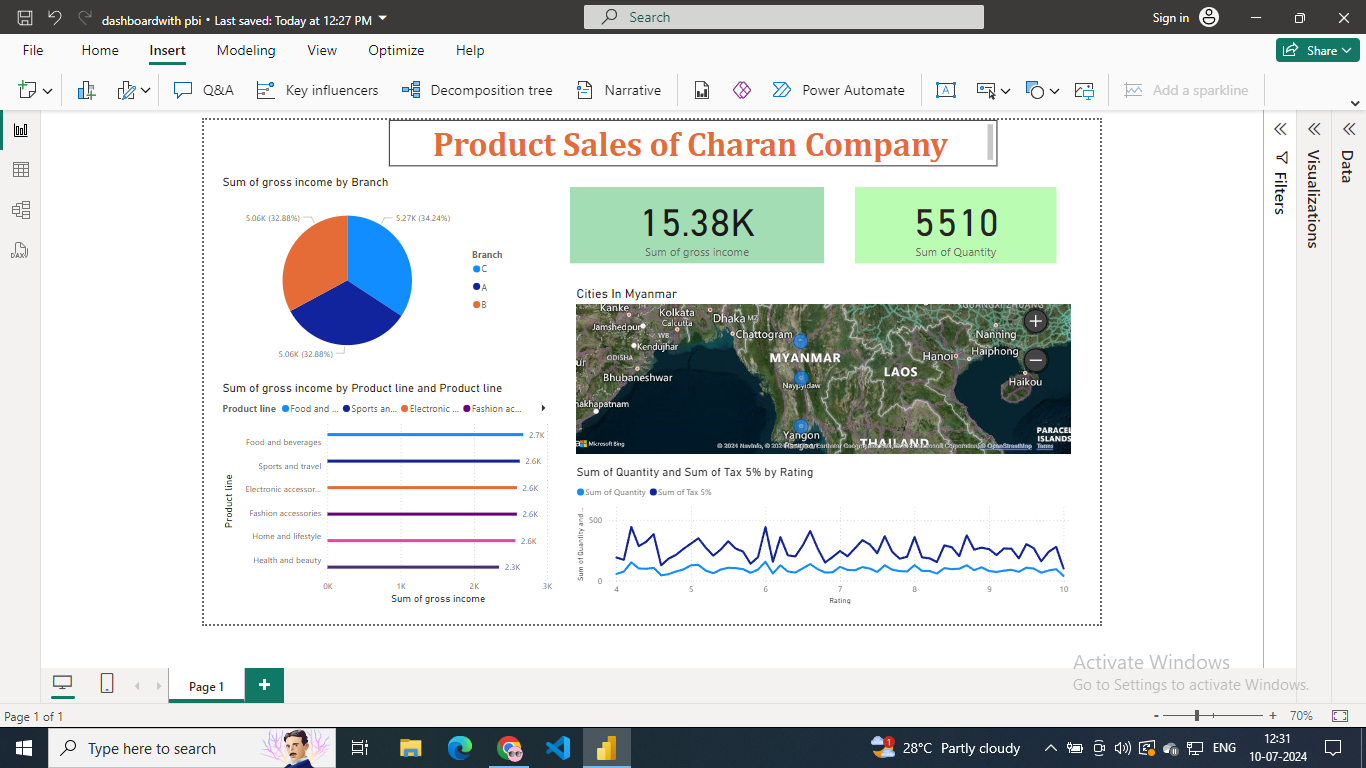 dashboardwith pbi • Last saved: Today at 12:27 PM
Search
Sign in
File Home Insert Modeling View Optimize Help
Share
Q&A Key influencers Decomposition tree Narrative Power Automate Add a sparkline
Product Sales of Charan Company
Sum of gross income by Branch
5.06K (32.88%)
5.27K (34.24%)
5.06K (32.88%)
Branch
C
A
B
15.38K
Sum of gross income
5510
Sum of Quantity
Cities In Myanmar
Kanke
Kolkata
Calcutta
Dhaka
MZ
Jamshedpur
WB.
Chattogram
Kendujhar
ODISHA
MYANMAR
Bhubaneswar
Naypyidaw
LAOS
Hanoi
Haiphong
Nanning
Haikou
Yangon
THAILAND
PARACEL
ISLANDS
Microsoft Bing
OpenStreetMap Terms
Sum of gross income by Product line and Product line
Product line Food and ... Sports an... Electronic ... Fashion ac...
Product line
Food and beverages 2.7K
Sports and travel 2.6K
Electronic accessor... 2.6K
Fashion accessories 2.6K
Home and lifestyle 2.6K
Health and beauty 2.3K
0K 1K 2K 3K
Sum of gross income
Sum of Quantity and Sum of Tax 5% by Rating
Sum of Quantity Sum of Tax 5%
Sum of Quantity and ...
500
0
4 5 6 7 8 9 10
Rating
Filters
Visualizations
Data
Activate Windows
Go to Settings to activate Windows.
Page 1
Page 1 of 1
- + 70%
Type here to search
1
28°C Partly cloudy
ENG
12:31
10-07-2024